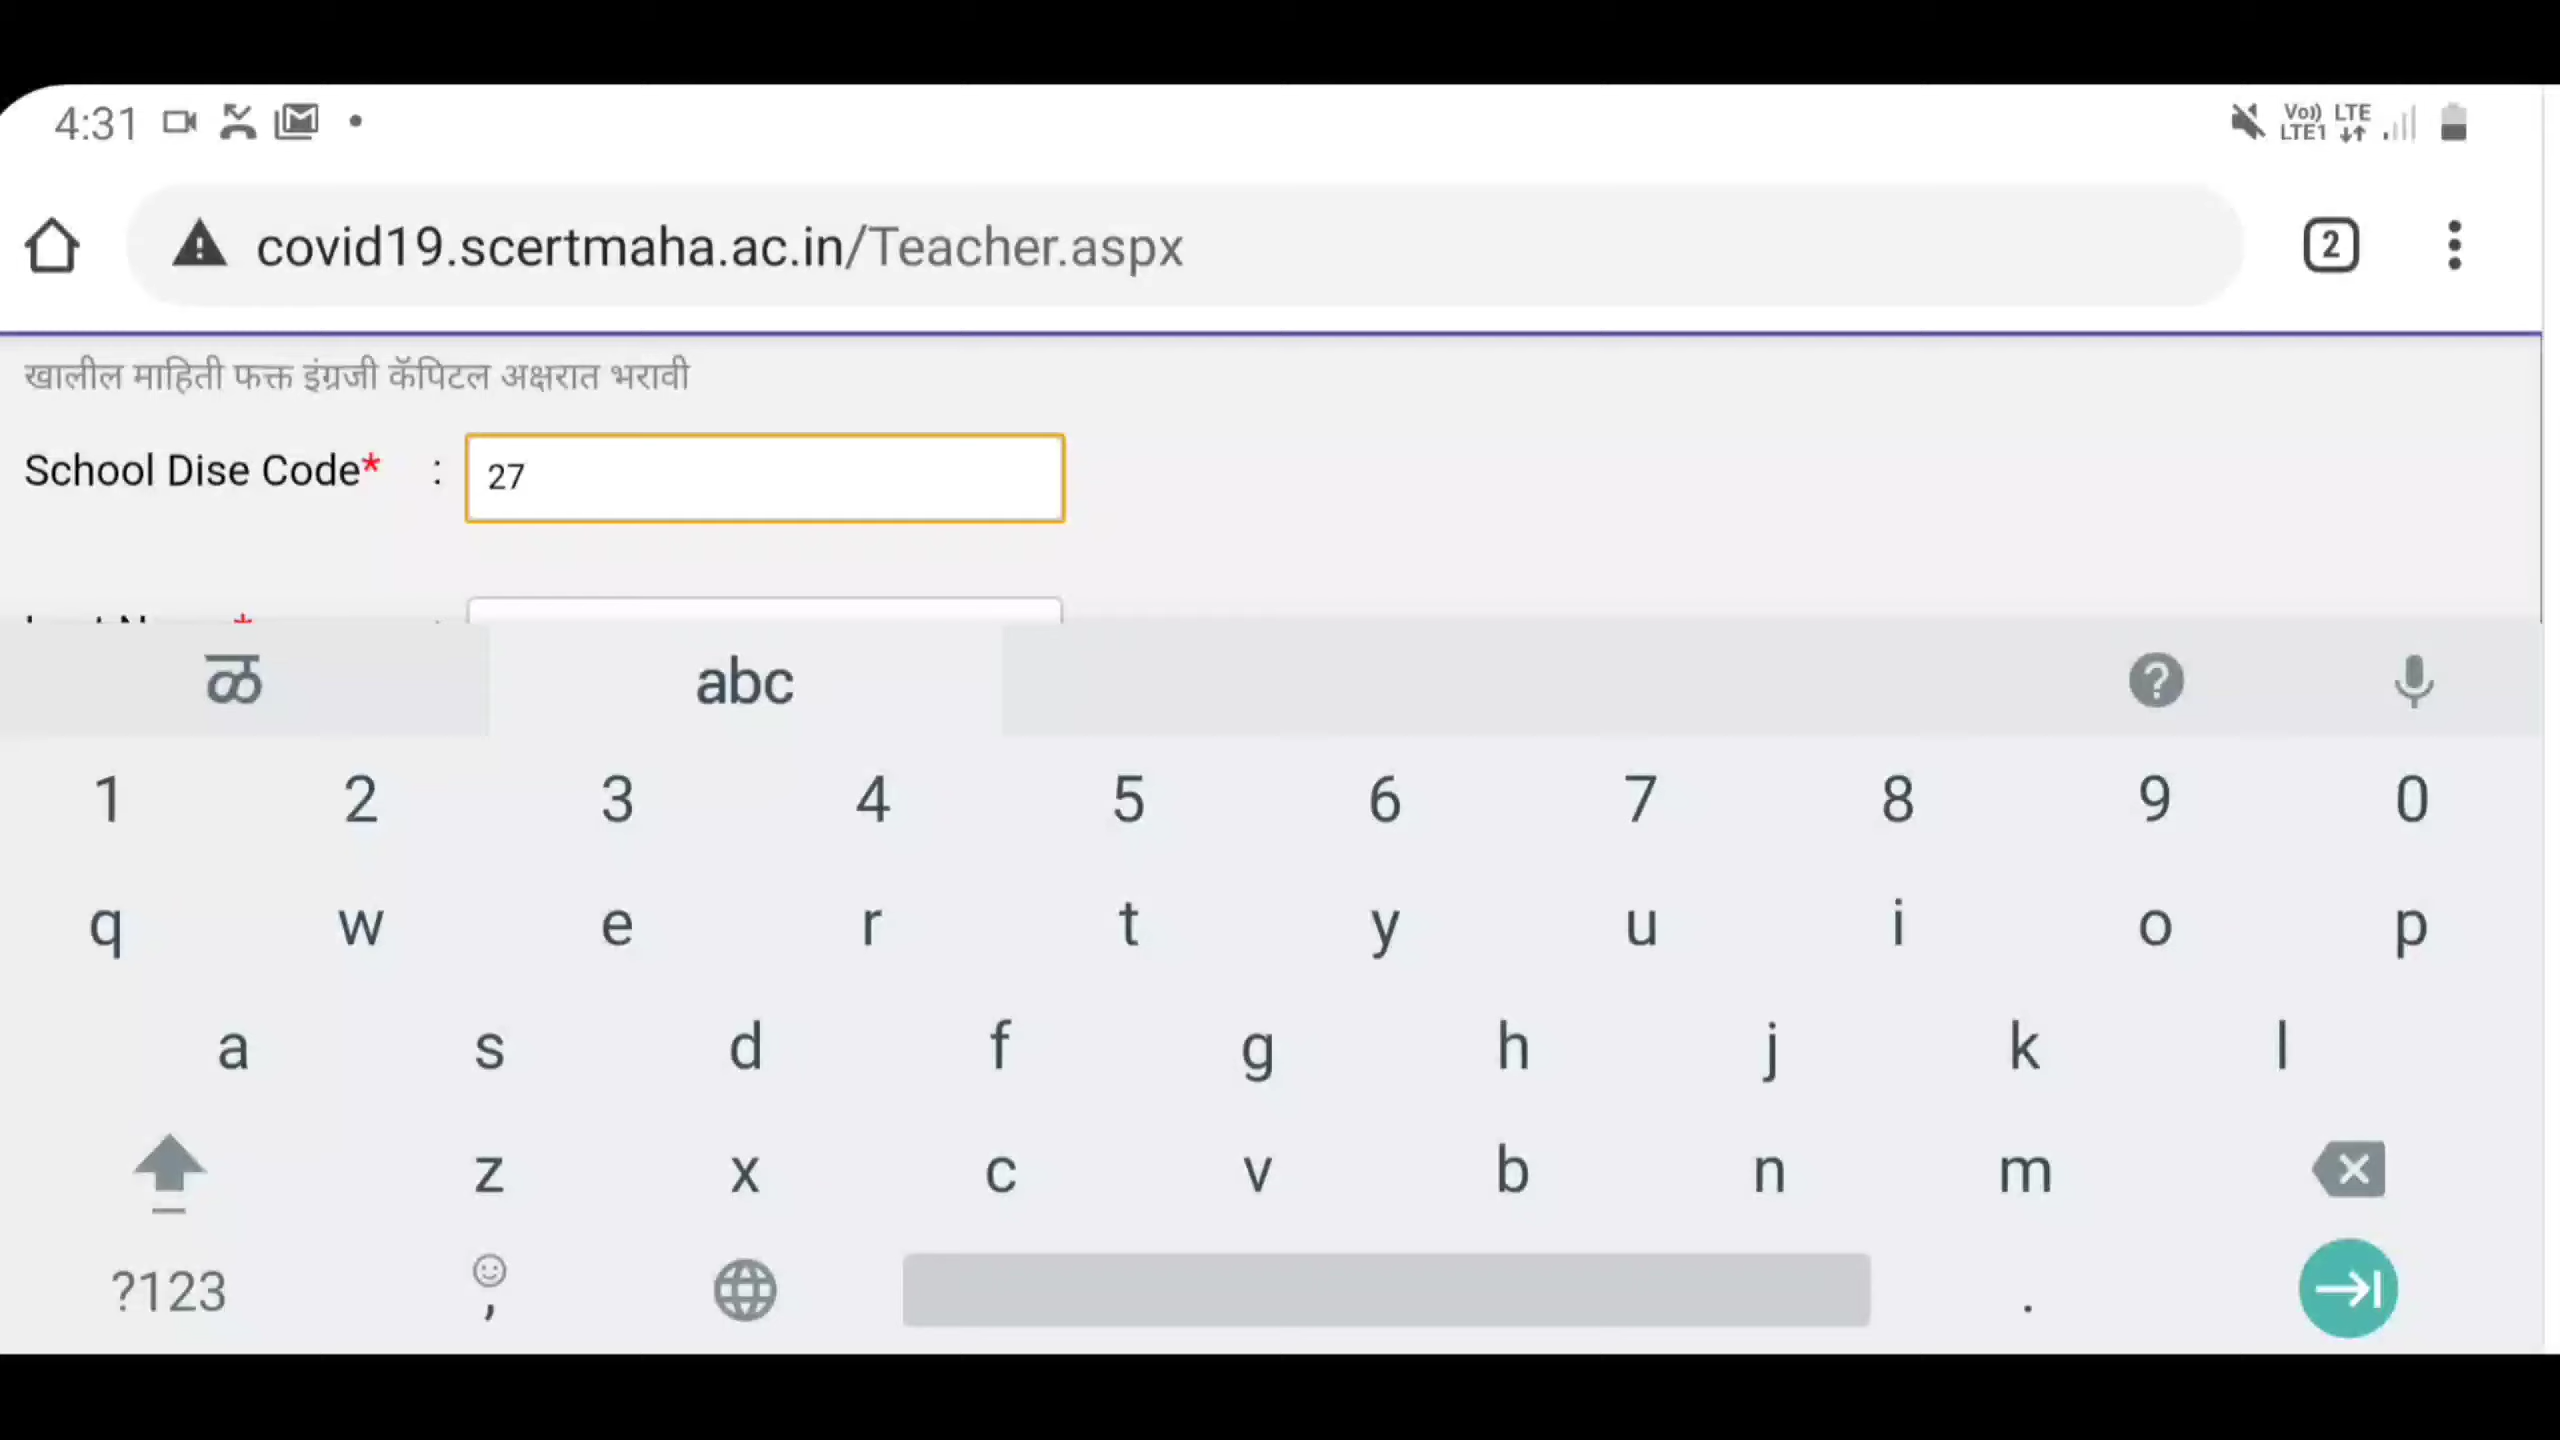 4:31
Vo)) LTE
LTE1
covid19.scertmaha.ac.in/Teacher.aspx
2
खालील माहिती फक्त इंग्रजी कॅपिटल अक्षरात भरावी
School Dise Code* : 27
ळ abc
1 2 3 4 5 6 7 8 9 0
q w e r t y u i o p
a s d f g h j k l
z x c v b n m
?123 , .